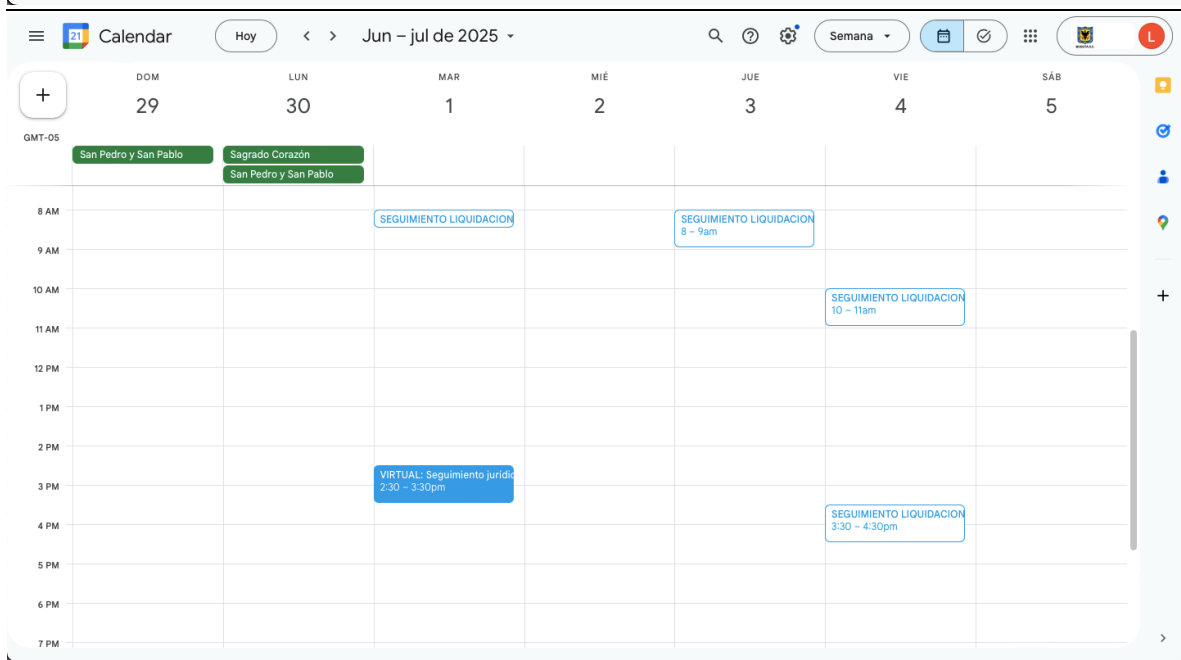 21 Calendar
Hoy
Jun – jul de 2025
Semana
L
DOM LUN MAR MIÉ JUE VIE SÁB
29 30 1 2 3 4 5
GMT-05
San Pedro y San Pablo
Sagrado Corazón
San Pedro y San Pablo
8 AM
SEGUIMIENTO LIQUIDACION
SEGUIMIENTO LIQUIDACION
8 – 9am
9 AM
10 AM
SEGUIMIENTO LIQUIDACION
10 – 11am
11 AM
12 PM
1 PM
2 PM
VIRTUAL: Seguimiento jurídic
2:30 – 3:30pm
3 PM
SEGUIMIENTO LIQUIDACION
3:30 – 4:30pm
4 PM
5 PM
6 PM
7 PM